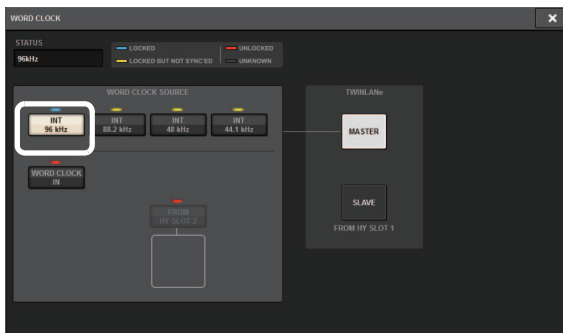 WORD CLOCK
STATUS
96kHz
LOCKED
UNLOCKED
LOCKED BUT NOT SYNC'ED
UNKNOWN
WORD CLOCK SOURCE
INT
96 kHz
INT
88.2 kHz
INT
48 kHz
INT
44.1 kHz
WORD CLOCK
IN
FROM
HY SLOT 2
TWINLANe
MASTER
SLAVE
FROM HY SLOT 1